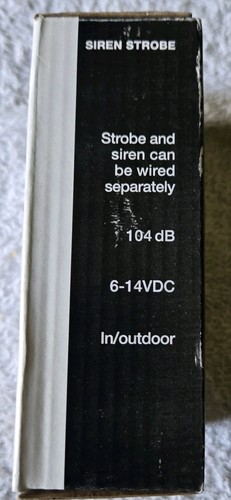 SIREN STROBE
Strobe and
siren can
be wired
separately
104 dB
6-14VDC
In/outdoor